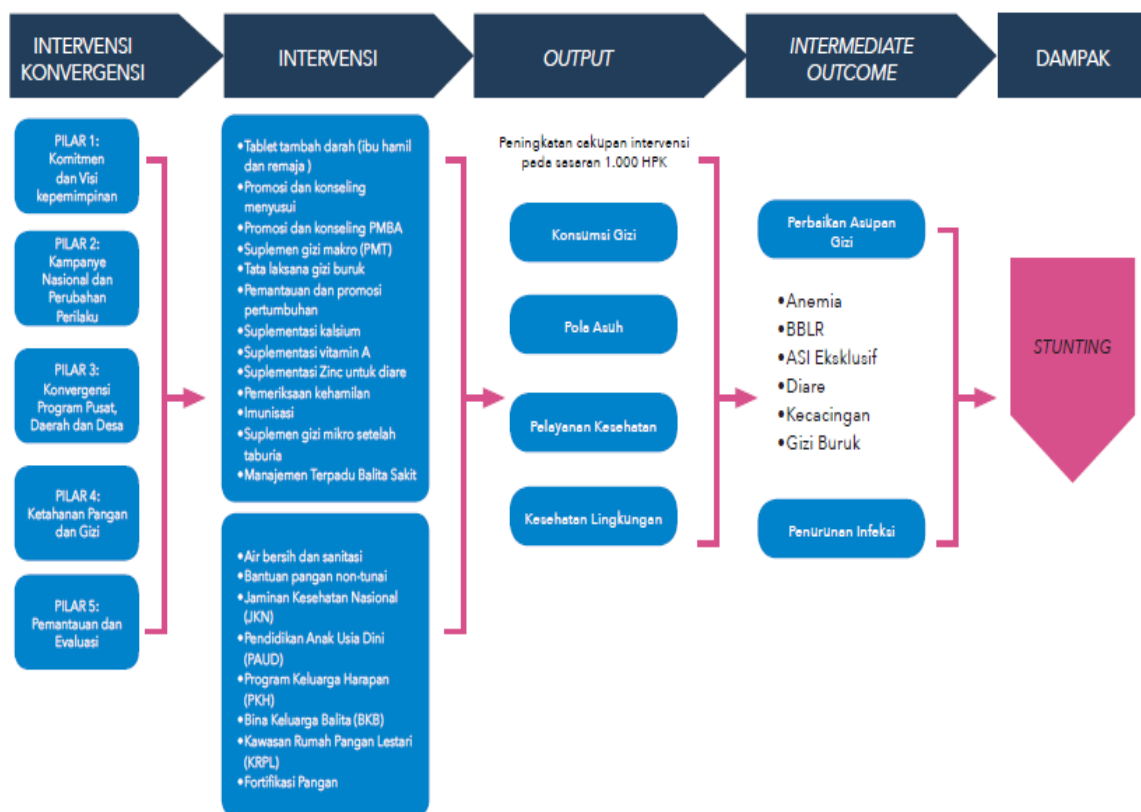 INTERVENSI
KONVERGENSI
INTERVENSI
OUTPUT
INTERMEDIATE
OUTCOME
DAMPAK
PILAR 1:
Komitmen
dan Visi
kepemimpinan
PILAR 2:
Kampanye
Nasional dan
Perubahan
Perilaku
PILAR 3:
Konvergensi
Program Pusat,
Daerah dan Desa
PILAR 4:
Ketahanan Pangan
dan Gizi
PILAR 5:
Pemantauan dan
Evaluasi
•Tablet tambah darah (ibu hamil
dan remaja )
•Promosi dan konseling
menyusui
•Promosi dan konseling PMBA
•Suplemen gizi makro (PMT)
•Tata laksana gizi buruk
•Pemantauan dan promosi
pertumbuhan
•Suplementasi kalsium
•Suplementasi vitamin A
•Suplementasi Zinc untuk diare
•Pemeriksaan kehamilan
•Imunisasi
•Suplemen gizi mikro setelah
taburia
•Manajemen Terpadu Balita Sakit
•Air bersih dan sanitasi
•Bantuan pangan non-tunai
•Jaminan Kesehatan Nasional
(JKN)
•Pendidikan Anak Usia Dini
(PAUD)
•Program Keluarga Harapan
(PKH)
•Bina Keluarga Balita (BKB)
•Kawasan Rumah Pangan Lestari
(KRPL)
•Fortifikasi Pangan
Peningkatan cakupan intervensi
pada sasaran 1.000 HPK
Konsumsi Gizi
Pola Asuh
Pelayanan Kesehatan
Kesehatan Lingkungan
Perbaikan Asupan
Gizi
•Anemia
•BBLR
•ASI Eksklusif
•Diare
•Kecacingan
•Gizi Buruk
Penurunan Infeksi
STUNTING